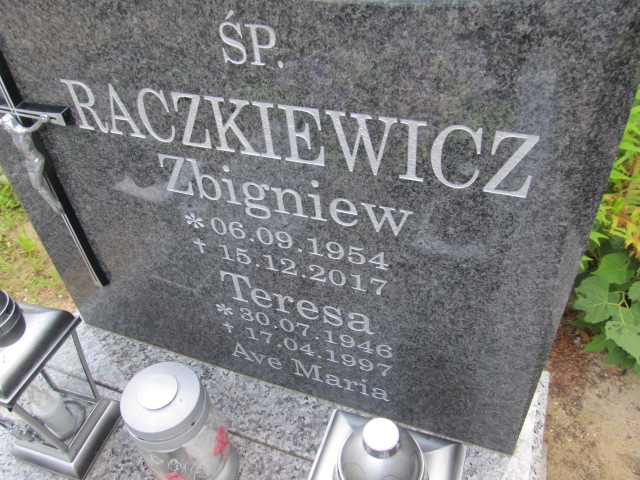 ŚP.
RACZKIEWICZ
Zbigniew
* 06.09.1954
† 15.12.2017
Teresa
* 30.07.1946
† 17.04.1997
Ave Maria